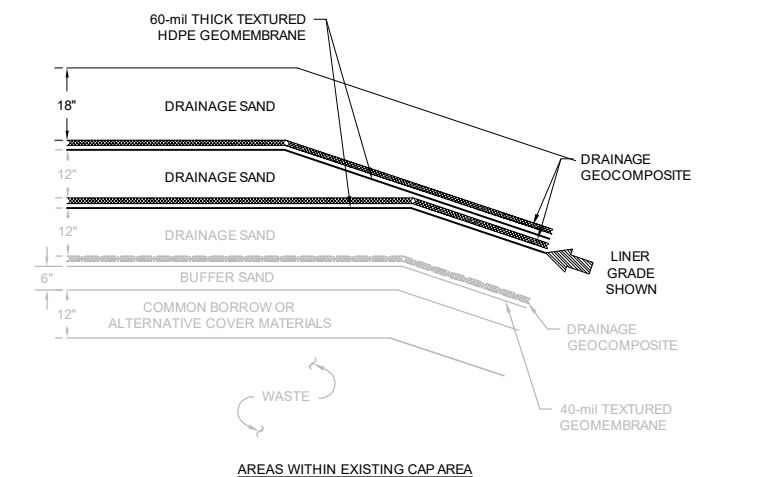 60-mil THICK TEXTURED
HDPE GEOMEMBRANE
18"
DRAINAGE SAND
DRAINAGE
GEOCOMPOSITE
12"
DRAINAGE SAND
12"
DRAINAGE SAND
LINER
GRADE
SHOWN
6"
BUFFER SAND
12"
COMMON BORROW OR
ALTERNATIVE COVER MATERIALS
DRAINAGE
GEOCOMPOSITE
WASTE
40-mil TEXTURED
GEOMEMBRANE
AREAS WITHIN EXISTING CAP AREA